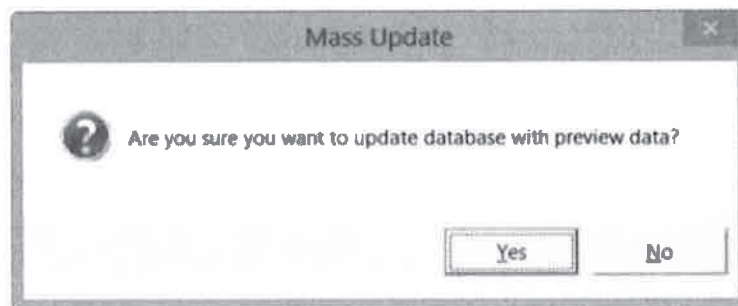 Mass Update
Are you sure you want to update database with preview data?
Yes
No